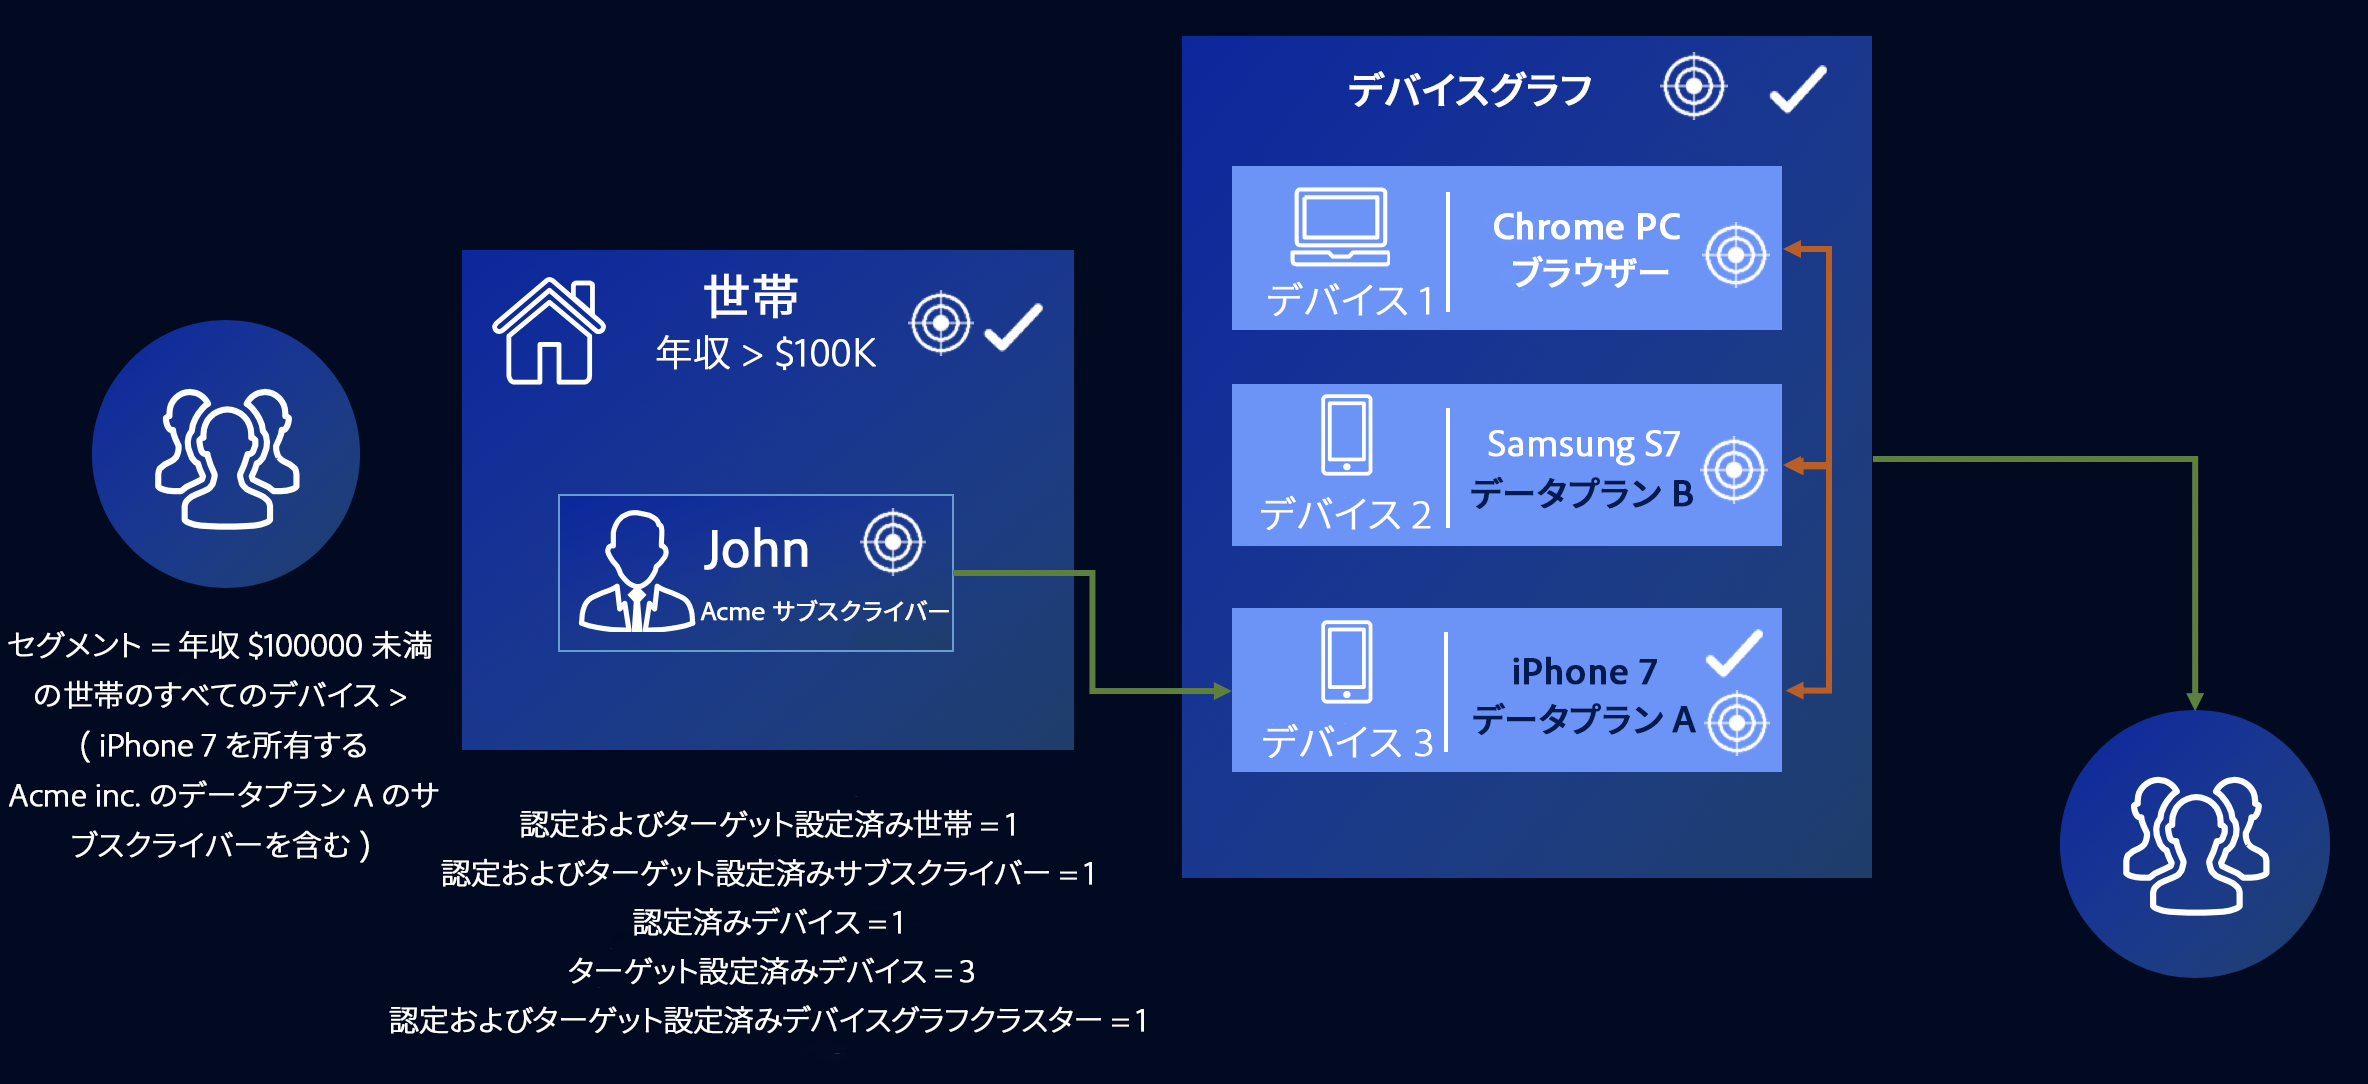 セグメント = 年収 $100000 未満
の世帯のすべてのデバイス >
( iPhone 7 を所有する
Acme inc. のデータプラン A のサ
ブスクライバーを含む )
世帯
年収 > $100K
John
Acme サブスクライバー
認定およびターゲット設定済み世帯 = 1
認定およびターゲット設定済みサブスクライバー = 1
認定済みデバイス = 1
ターゲット設定済みデバイス = 3
認定およびターゲット設定済みデバイスグラフクラスター = 1
デバイスグラフ
デバイス 1
Chrome PC
ブラウザー
デバイス 2
Samsung S7
データプラン B
デバイス 3
iPhone 7
データプラン A